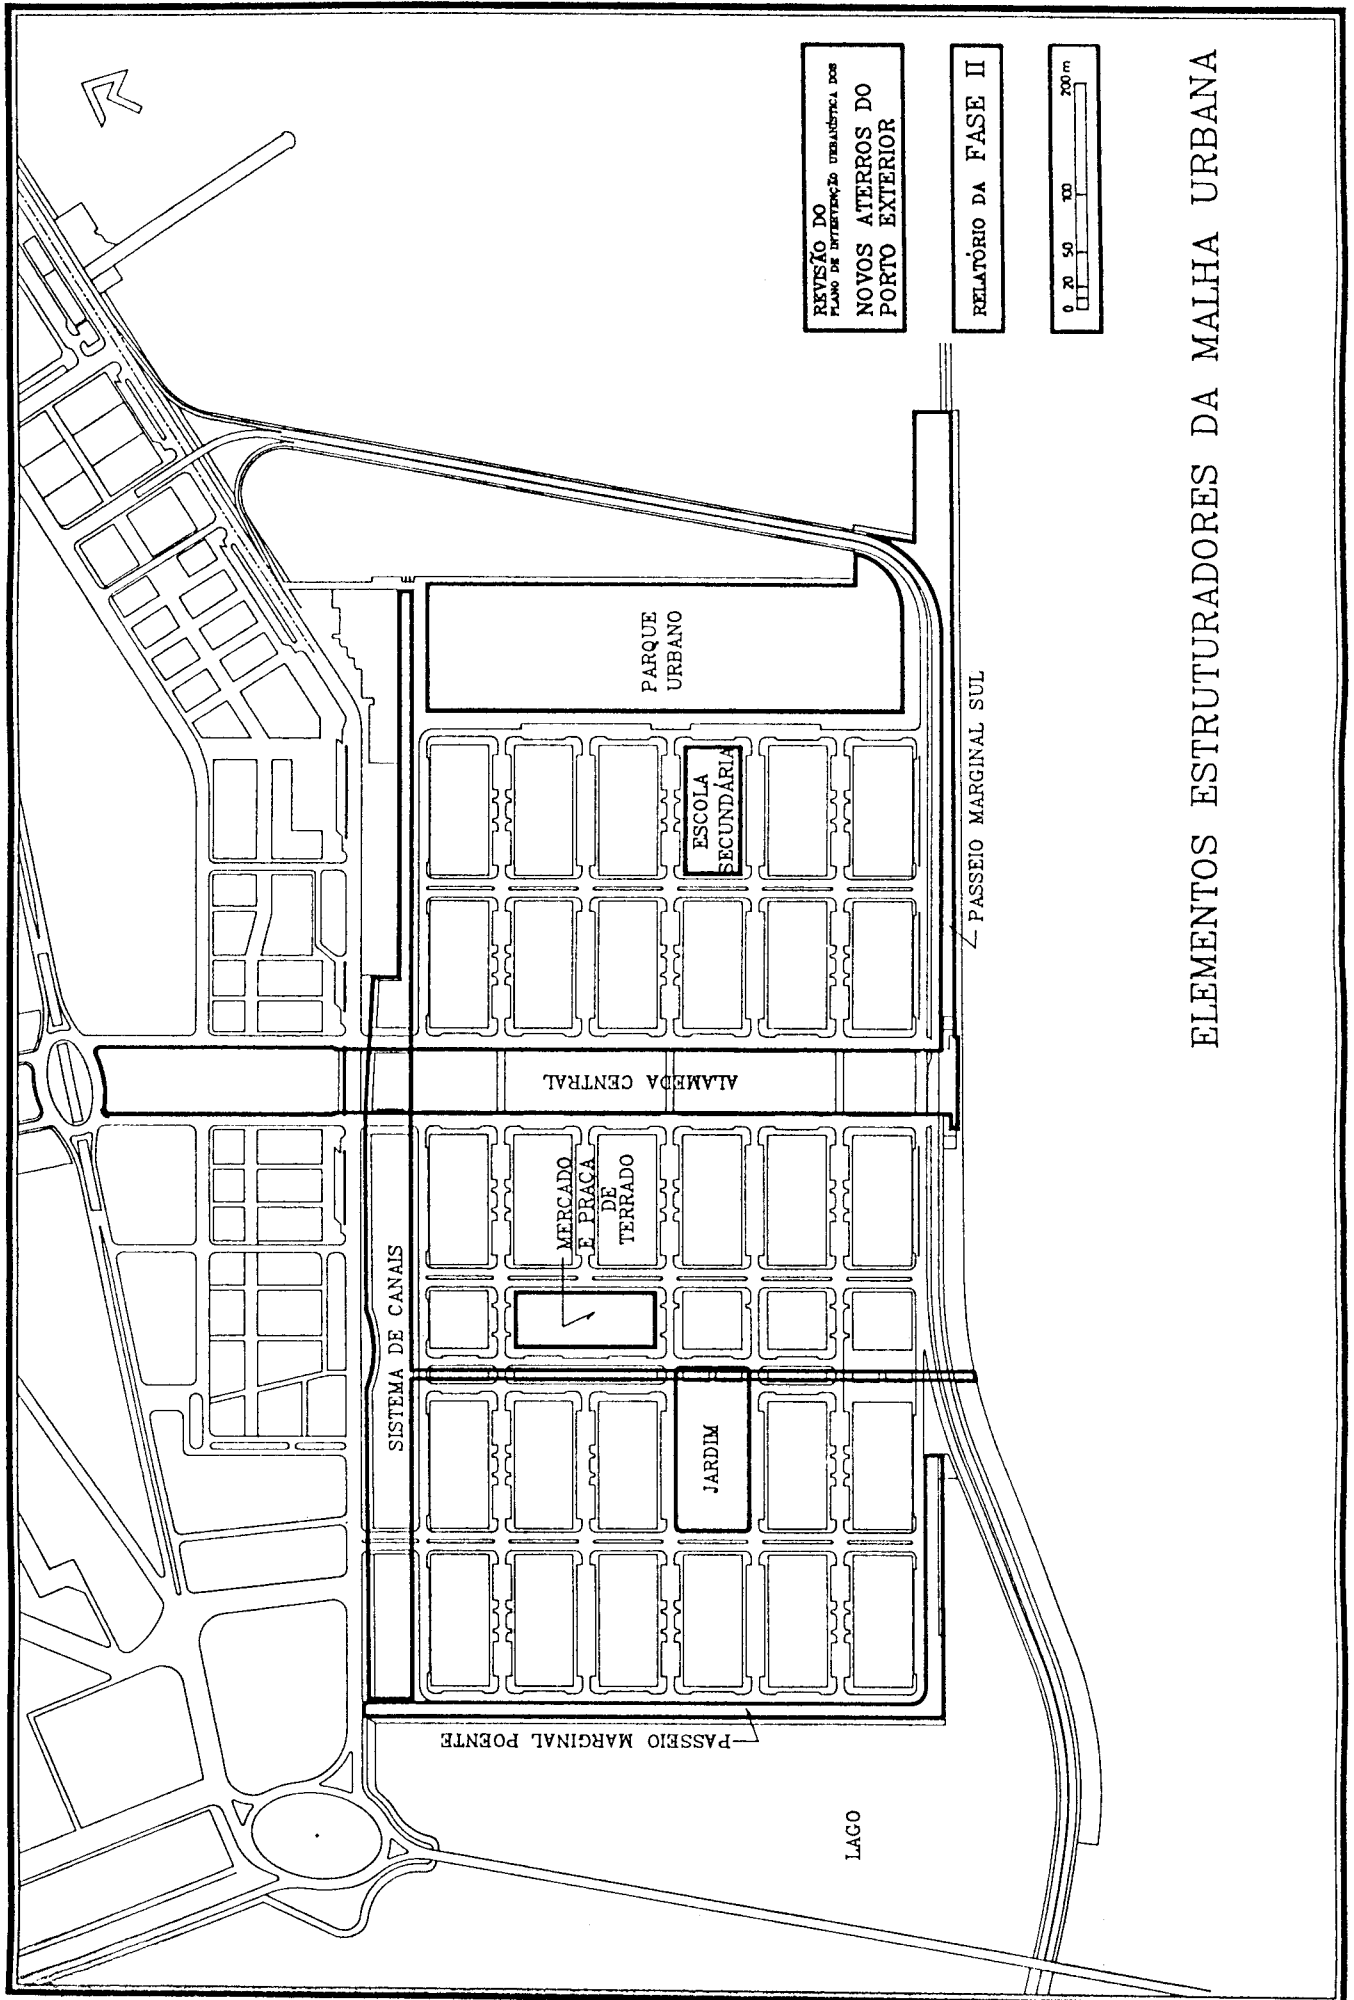 REVISÃO DO
PLANO DE INTERVENÇÃO URBANÍSTICA DOS
NOVOS ATERROS DO
PORTO EXTERIOR
RELATÓRIO DA FASE II
0 20 50 100 200 m
ELEMENTOS ESTRUTURADORES DA MALHA URBANA
PARQUE
URBANO
ESCOLA
SECUNDÁRIA
PASSEIO MARGINAL SUL
ALAMEDA CENTRAL
MERCADO
E PRAÇA
DE
TERRADO
SISTEMA DE CANAIS
JARDIM
PASSEIO MARGINAL POENTE
LAGO